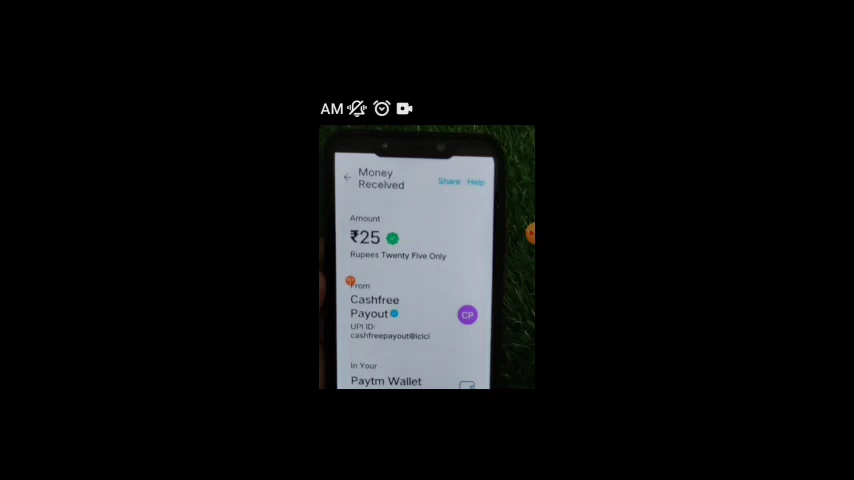 AM
Money
Received
Share Help
Amount
₹25
Rupees Twenty Five Only
From
Cashfree
Payout
CP
UPI ID:
cashfreepayout@icici
In Your
Paytm Wallet